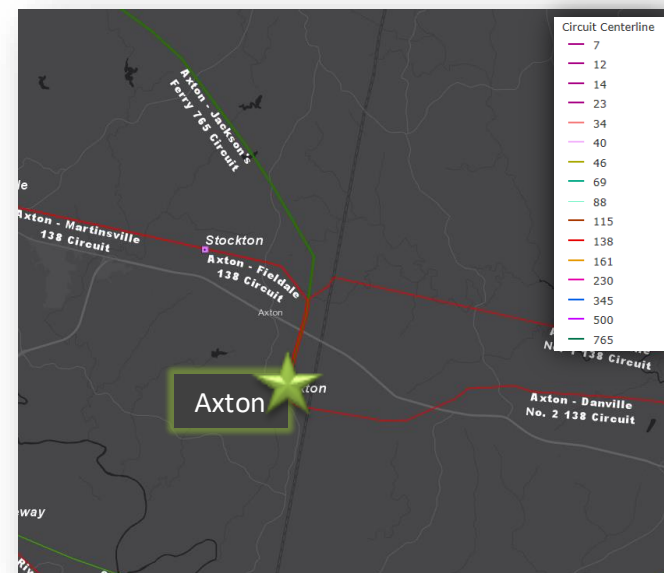 Circuit Centerline
7
12
14
23
34
40
46
69
88
115
138
161
230
345
500
765
Axton - Jackson's
Ferry 765 Circuit
Axton - Martinsville
138 Circuit
Stockton
Axton - Fieldale
138 Circuit
Axton
138 Circuit
Axton
Axton - Danville
No. 2 138 Circuit